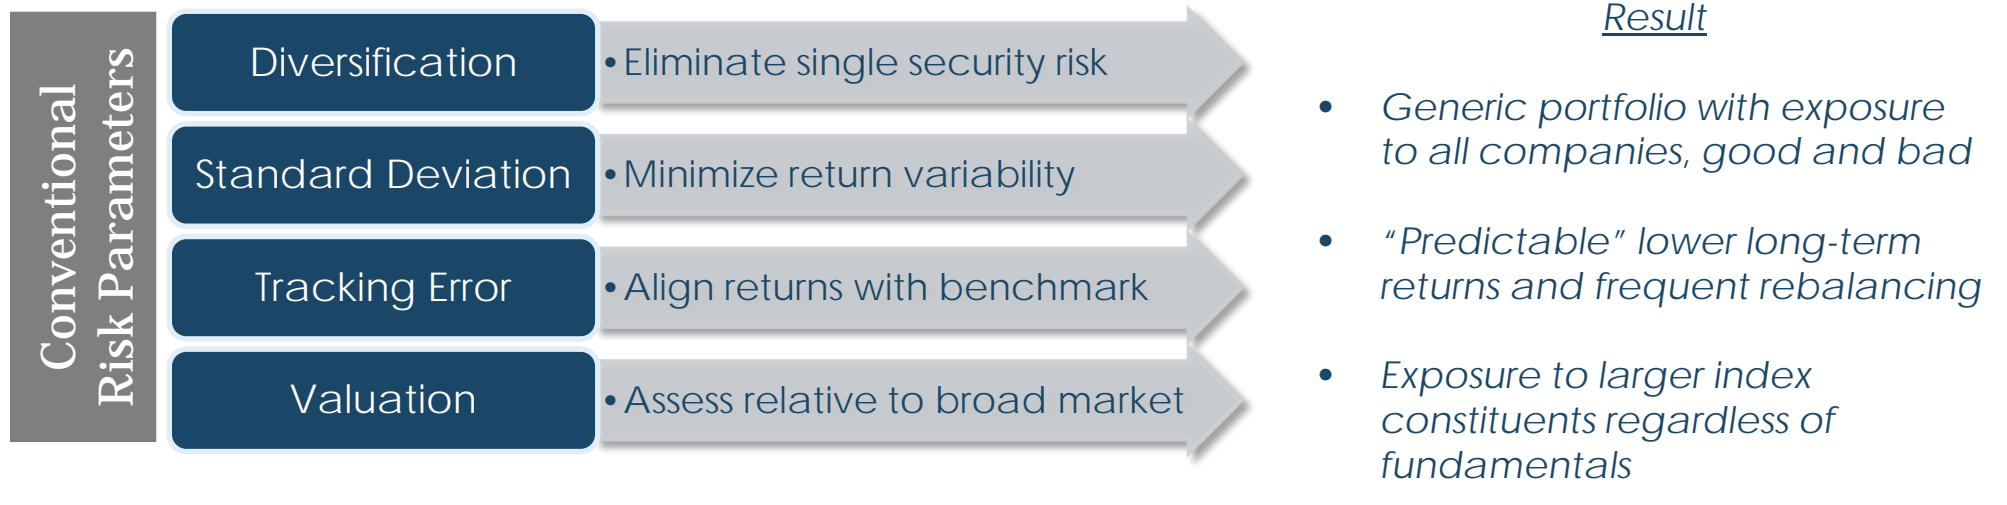 Conventional
Risk Parameters
Diversification
• Eliminate single security risk
Standard Deviation
• Minimize return variability
Tracking Error
• Align returns with benchmark
Valuation
• Assess relative to broad market
Result
• Generic portfolio with exposure
to all companies, good and bad
• “Predictable” lower long-term
returns and frequent rebalancing
• Exposure to larger index
constituents regardless of
fundamentals